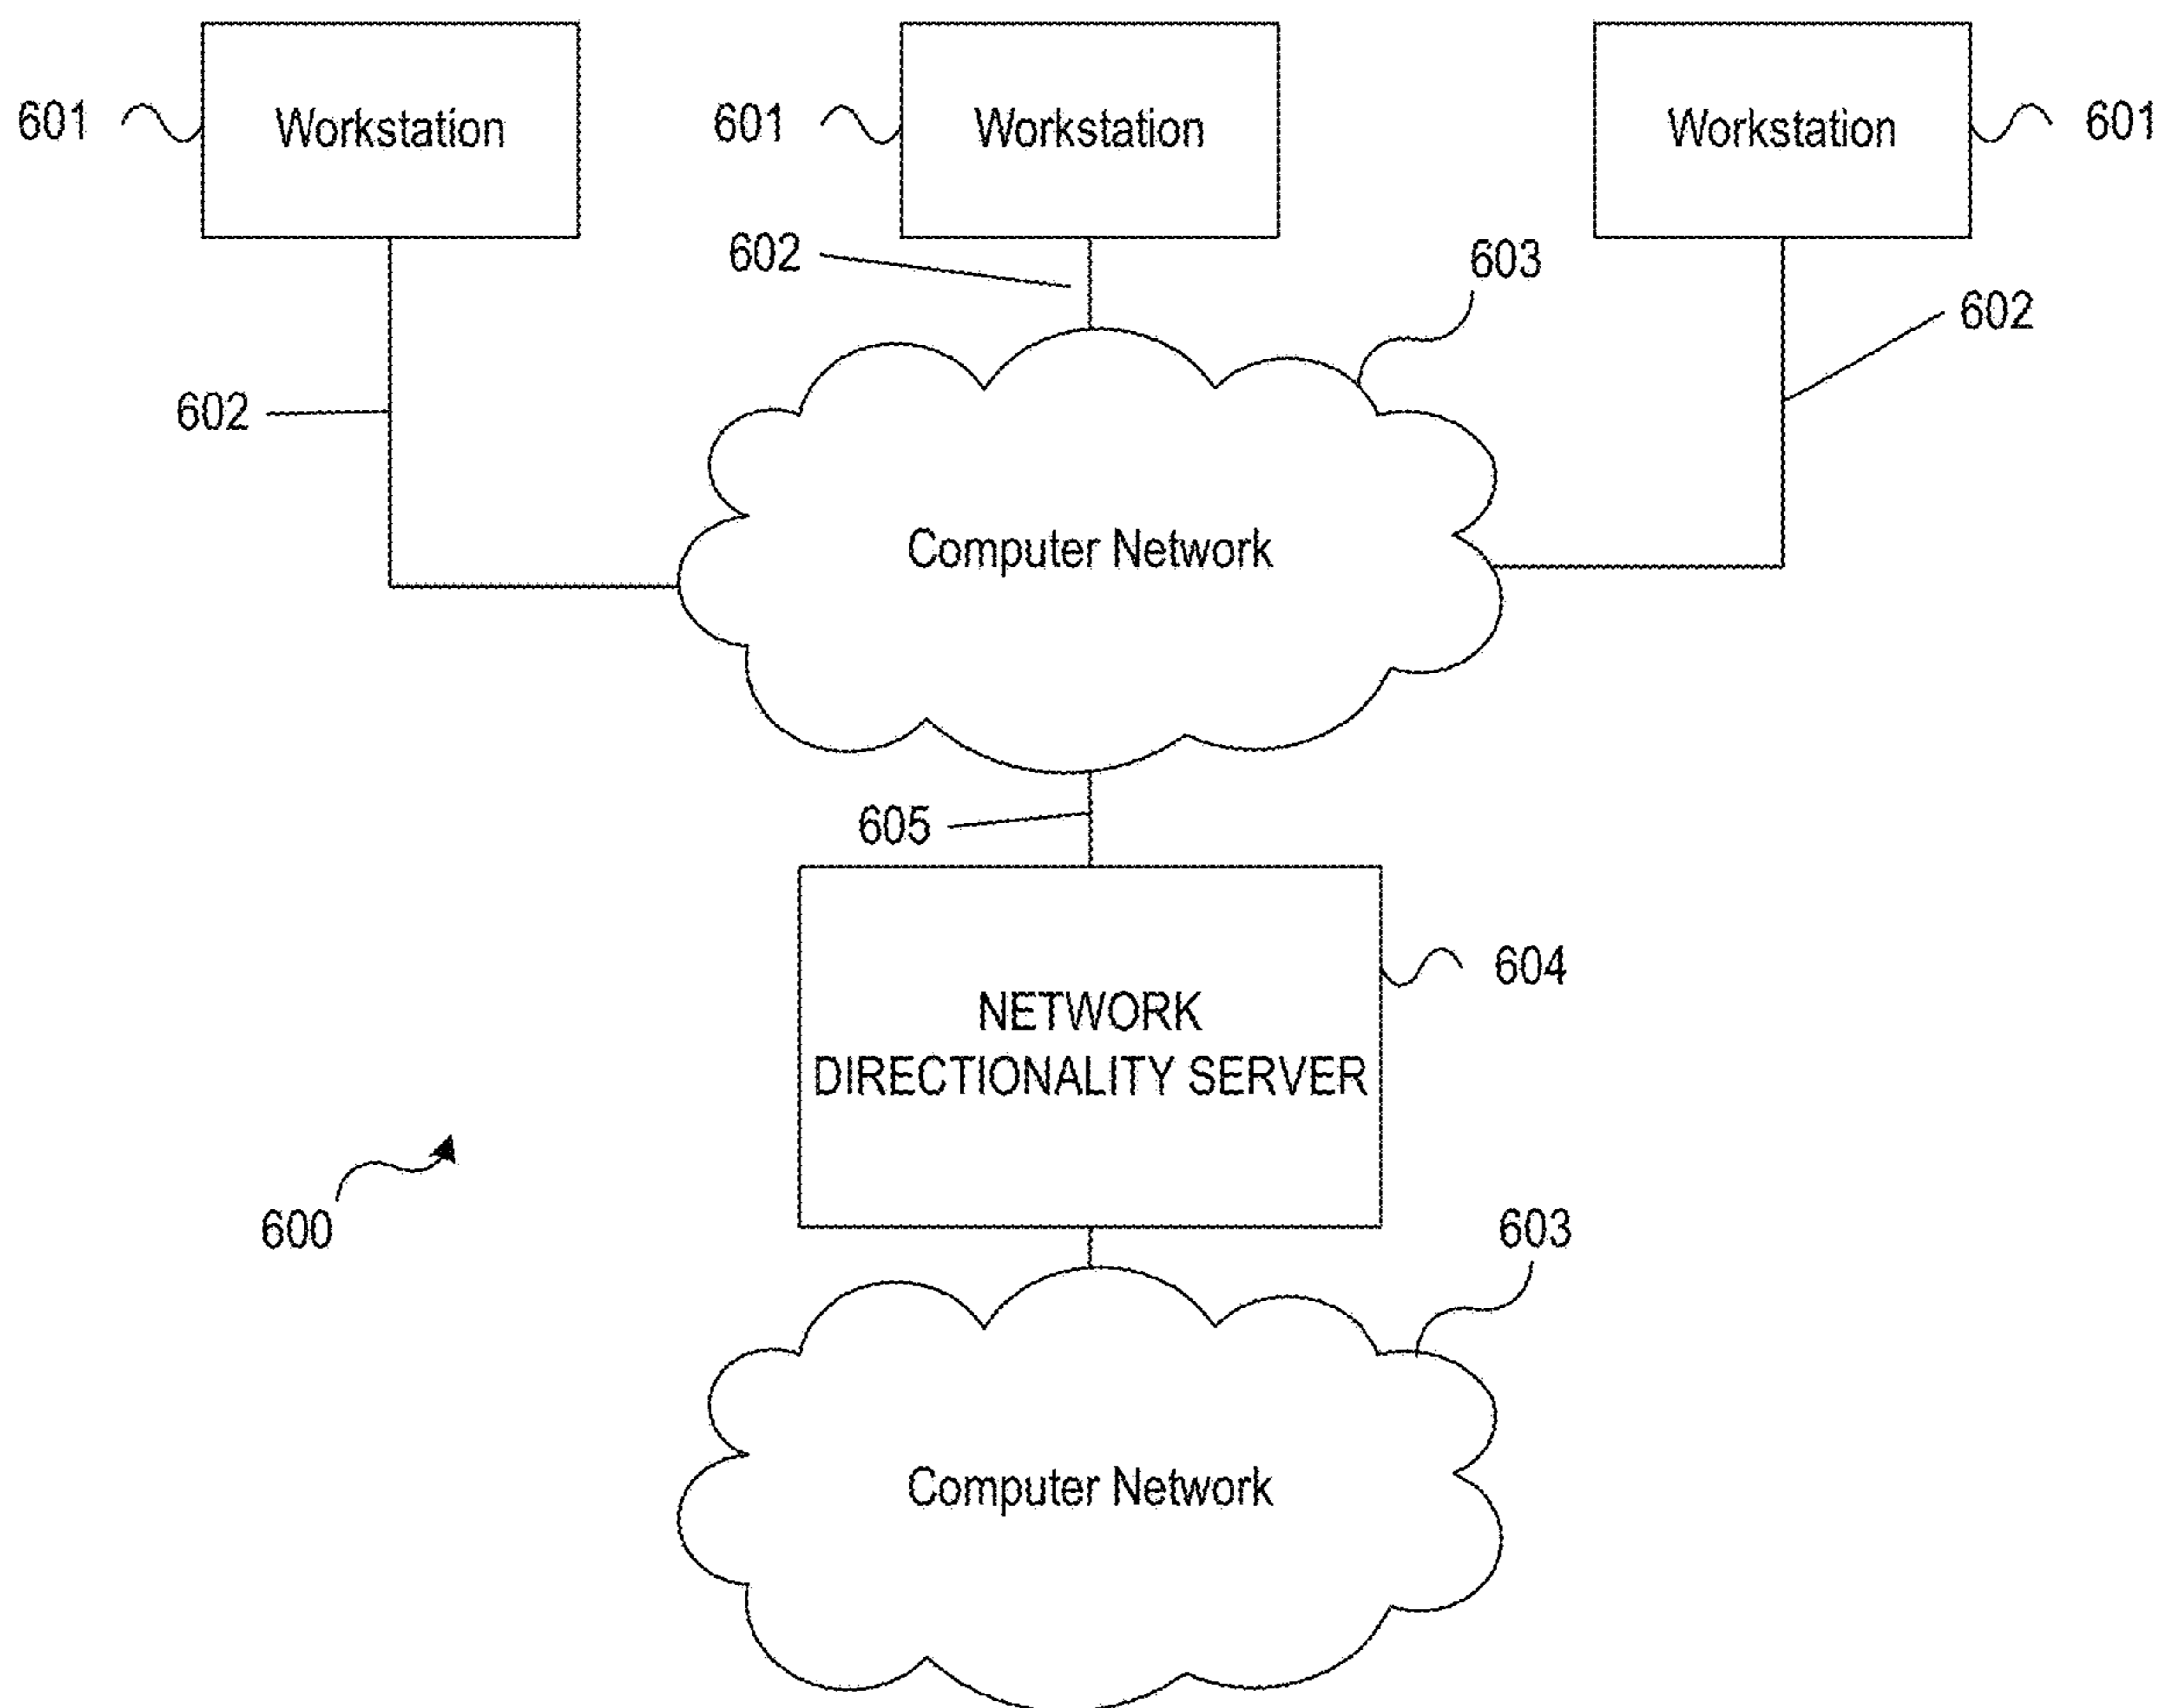 601
Workstation
601
Workstation
Workstation
601
602
603
602
602
Computer Network
605
604
NETWORK
DIRECTIONALITY SERVER
600
603
Computer Network